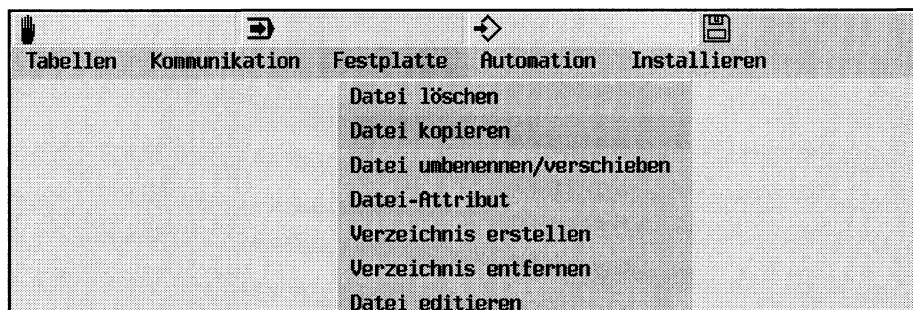 Tabellen Kommunikation Festplatte Automation Installieren
Datei löschen
Datei kopieren
Datei umbenennen/verschieben
Datei-Attribut
Verzeichnis erstellen
Verzeichnis entfernen
Datei editieren